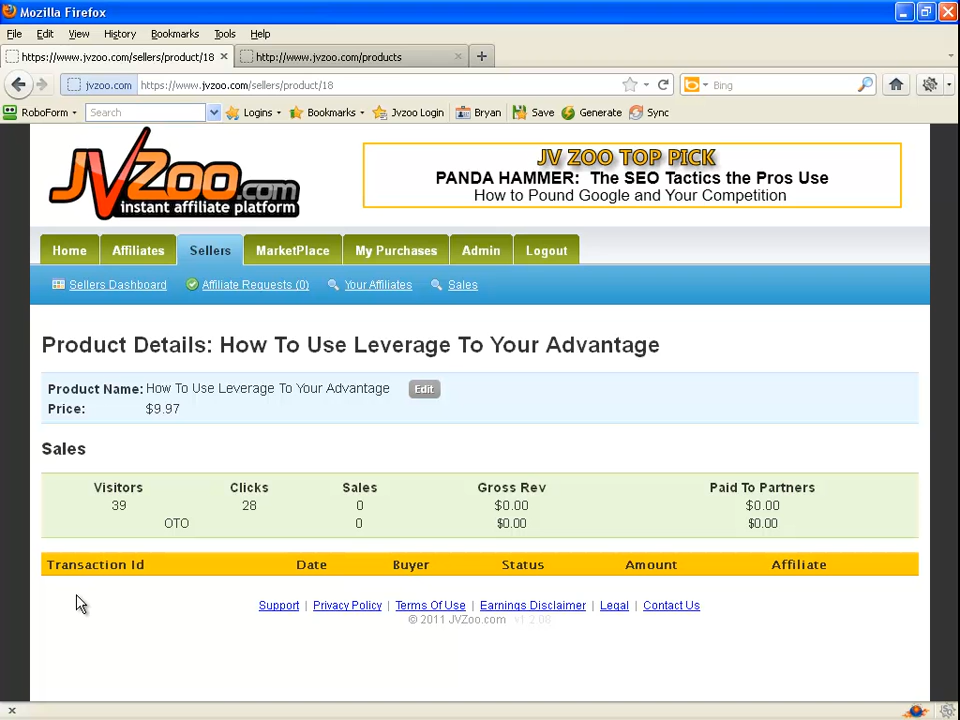 Mozilla Firefox
File Edit View History Bookmarks Tools Help
https://www.jvzoo.com/sellers/product/18 × http://www.jvzoo.com/products × +
jvzoo.com https://www.jvzoo.com/sellers/product/18 Bing
RoboForm Search Logins Bookmarks Jvzoo Login Bryan Save Generate Sync
JVZoo.com
instant affiliate platform
JV ZOO TOP PICK
PANDA HAMMER: The SEO Tactics the Pros Use
How to Pound Google and Your Competition
Home Affiliates Sellers MarketPlace My Purchases Admin Logout
Sellers Dashboard Affiliate Requests (0) Your Affiliates Sales
Product Details: How To Use Leverage To Your Advantage
Product Name: How To Use Leverage To Your Advantage Edit
Price: $9.97
Sales
Visitors Clicks Sales Gross Rev Paid To Partners
39 28 0 $0.00 $0.00
OTO 0 $0.00 $0.00
Transaction Id Date Buyer Status Amount Affiliate
Support | Privacy Policy | Terms Of Use | Earnings Disclaimer | Legal | Contact Us
© 2011 JVZoo.com v1.2.08
×